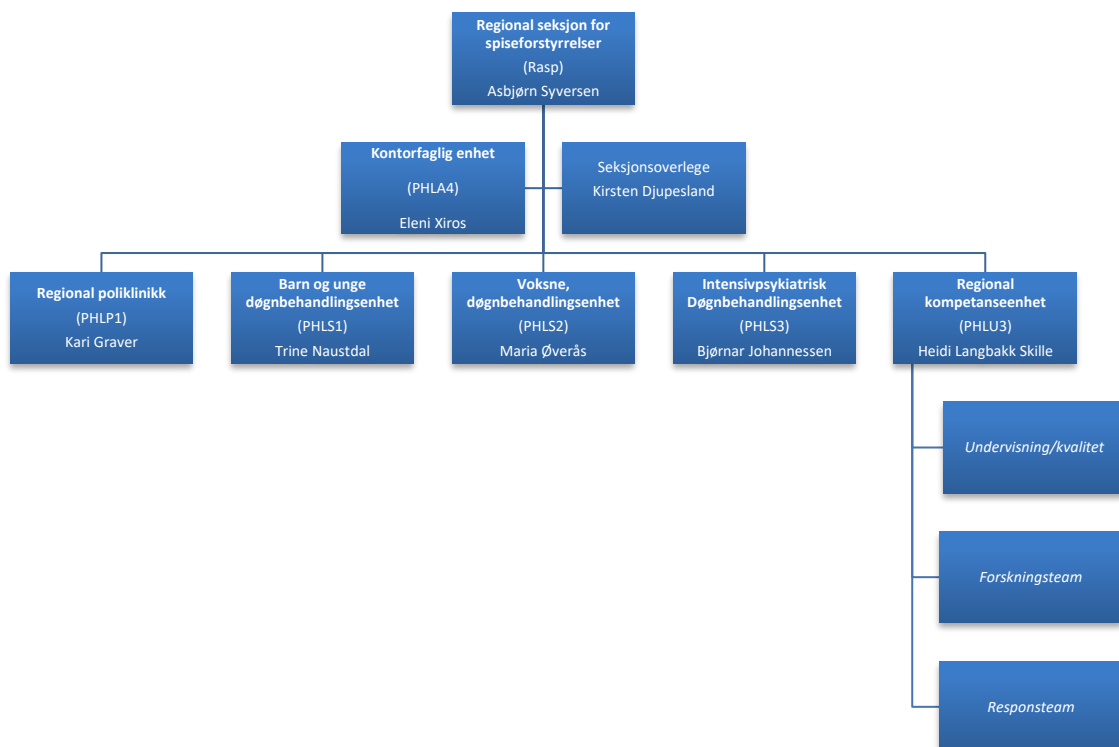 Regional seksjon for
spiseforstyrrelser
(Rasp)
Asbjørn Syversen
Kontorfaglig enhet
(PHLA4)
Eleni Xiros
Seksjonsoverlege
Kirsten Djupesland
Regional poliklinikk
(PHLP1)
Kari Graver
Barn og unge
døgnbehandlingsenhet
(PHLS1)
Trine Naustdal
Voksne,
døgnbehandlingsenhet
(PHLS2)
Maria Øverås
Intensivpsykiatrisk
Døgnbehandlingsenhet
(PHLS3)
Bjørnar Johannessen
Regional
kompetanseenhet
(PHLU3)
Heidi Langbakk Skille
Undervisning/kvalitet
Forskningsteam
Responsteam